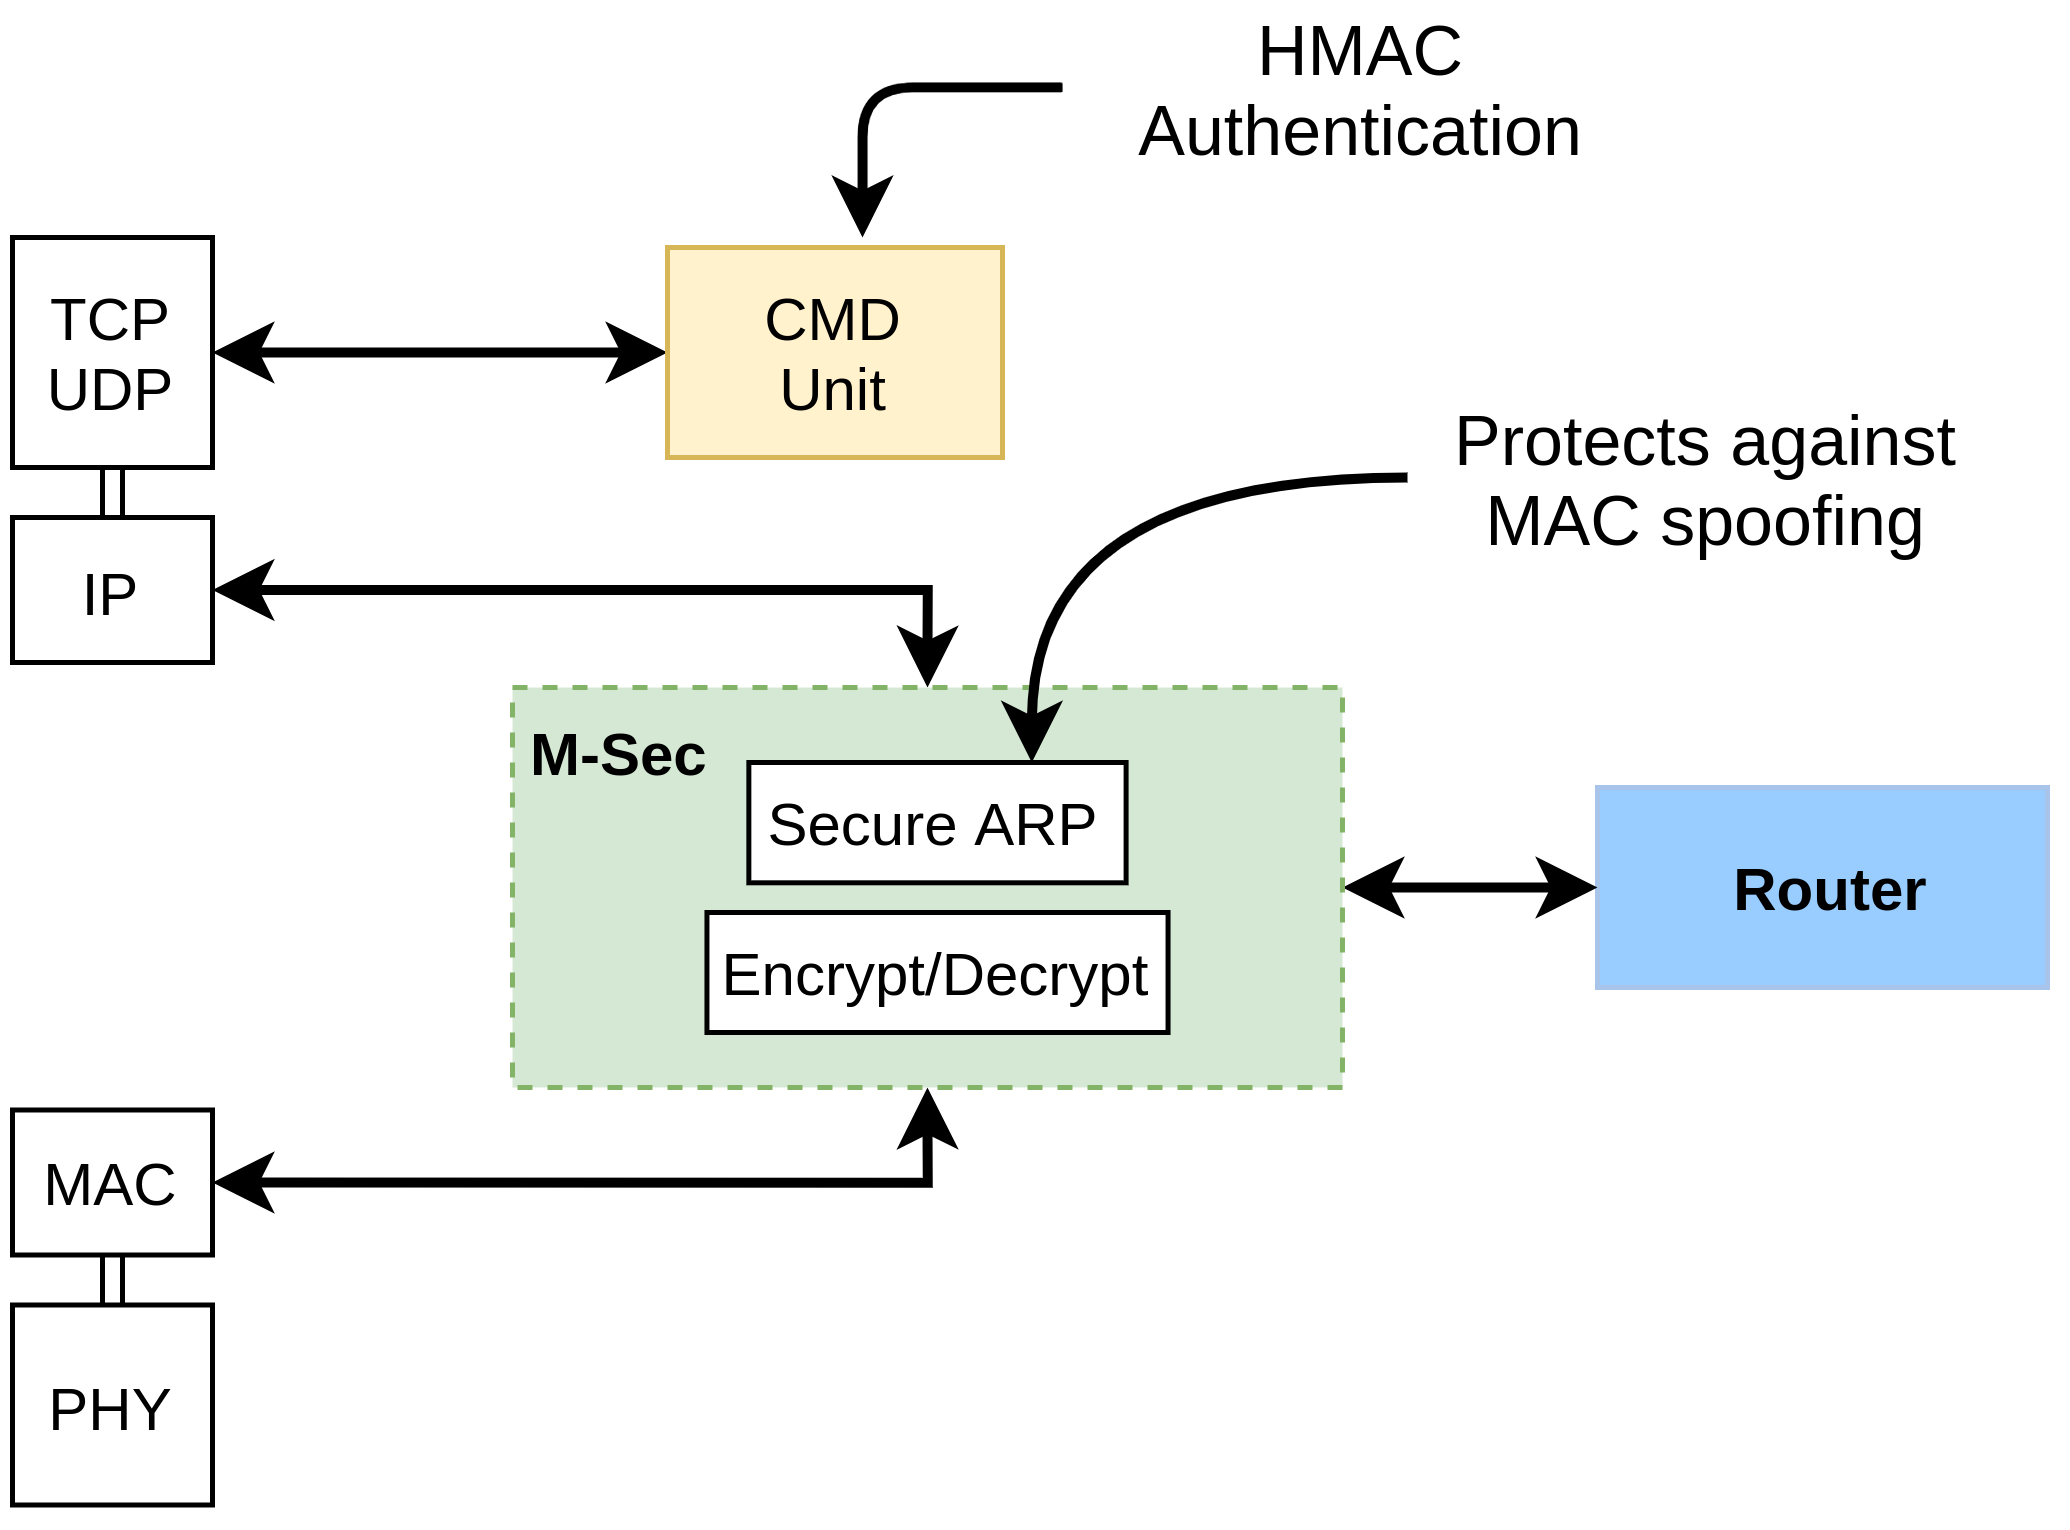 HMAC
Authentication
TCP
UDP
CMD
Unit
Protects against
MAC spoofing
IP
M-Sec
Secure ARP
Router
Encrypt/Decrypt
MAC
PHY